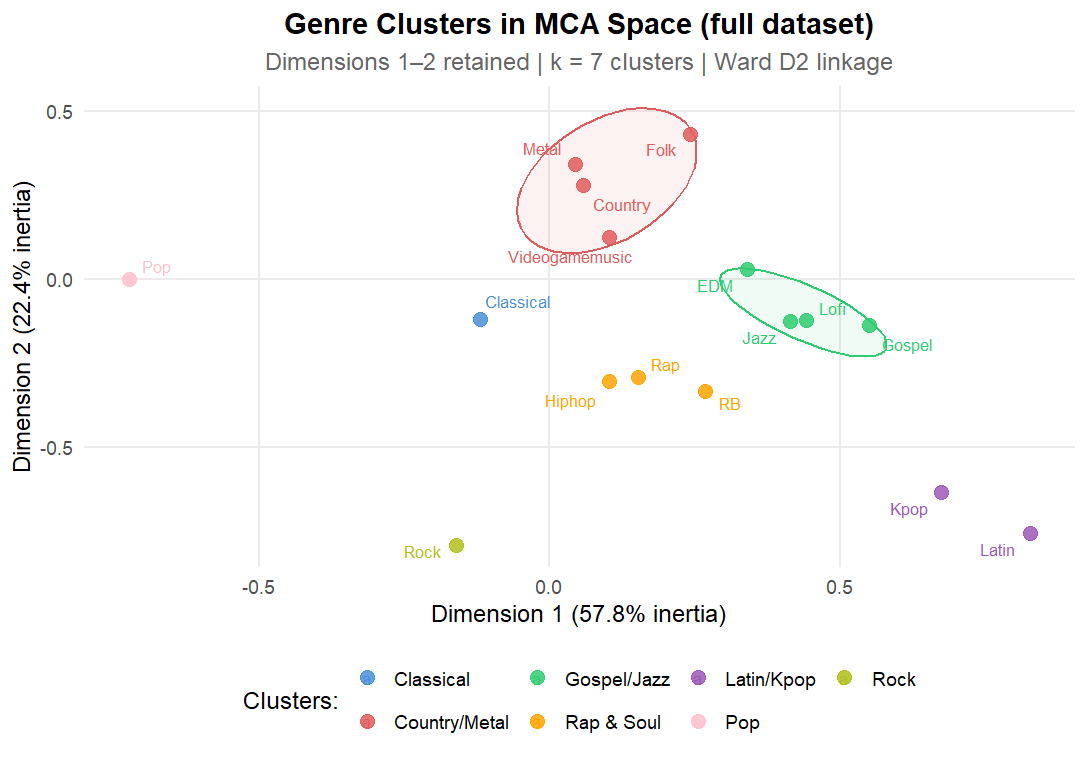 Genre Clusters in MCA Space (full dataset)
Dimensions 1–2 retained | k = 7 clusters | Ward D2 linkage
Dimension 2 (22.4% inertia)
0.5
0.0
-0.5
Metal
Folk
Country
Videogamemusic
Pop
Classical
EDM
Lofi
Jazz
Gospel
Rap
Hiphop
RB
Kpop
Latin
Rock
-0.5
0.0
0.5
Dimension 1 (57.8% inertia)
Clusters:
Classical
Gospel/Jazz
Latin/Kpop
Rock
Country/Metal
Rap & Soul
Pop